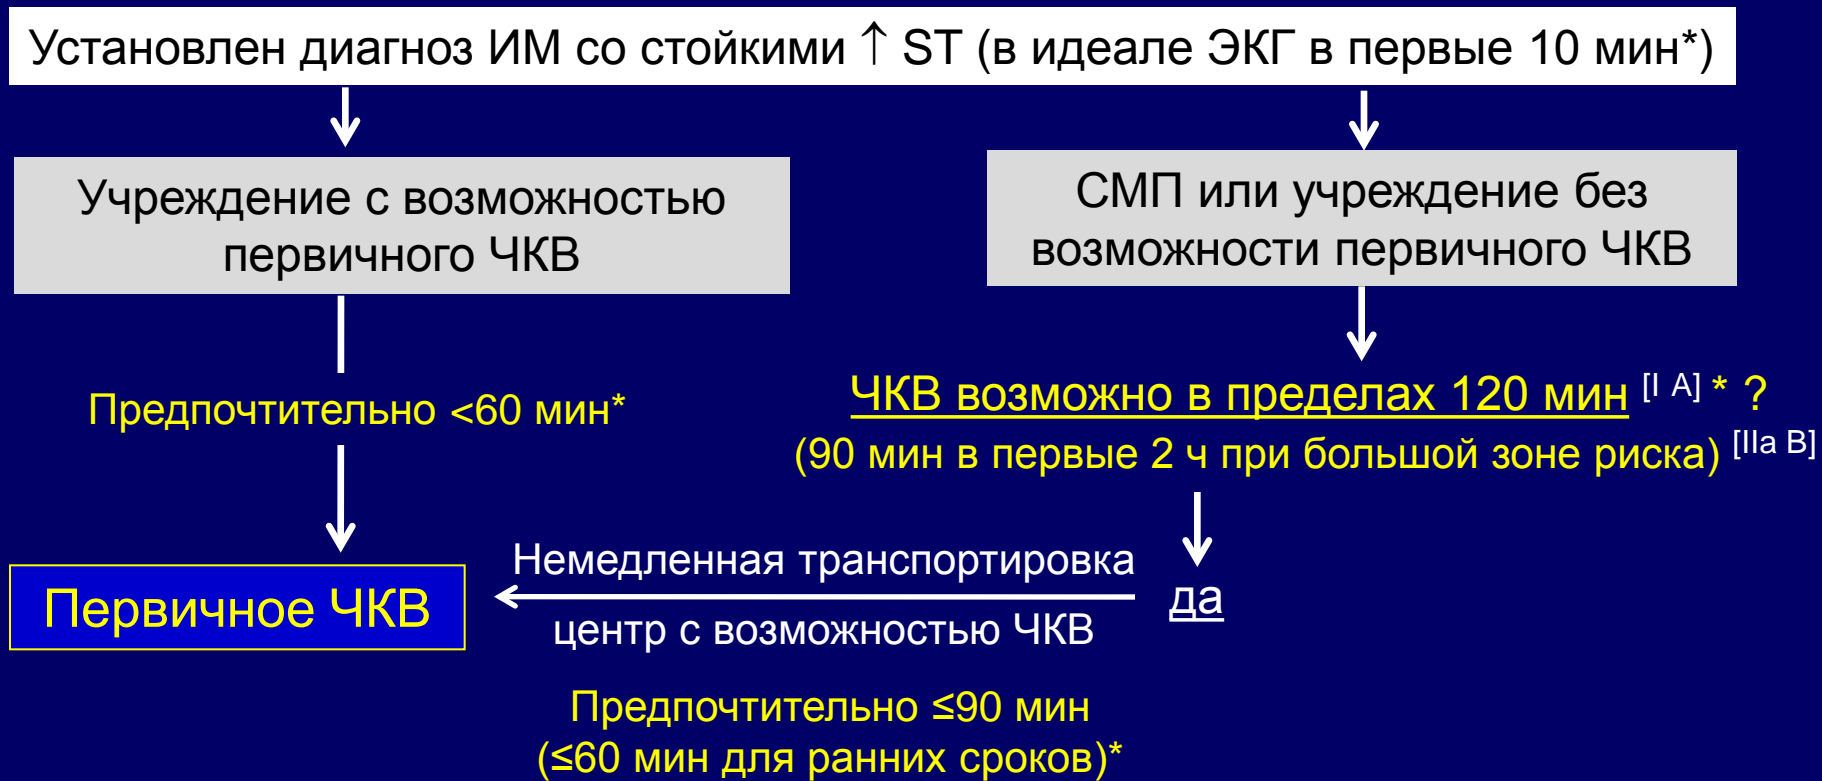 Установлен диагноз ИМ со стойкими ↑ ST (в идеале ЭКГ в первые 10 мин*)
Учреждение с возможностью
первичного ЧКВ
СМП или учреждение без
возможности первичного ЧКВ
Предпочтительно <60 мин*
ЧКВ возможно в пределах 120 мин [I A] * ?
(90 мин в первые 2 ч при большой зоне риска) [IIa B]
да
Немедленная транспортировка
центр с возможностью ЧКВ
Первичное ЧКВ
Предпочтительно ≤90 мин
(≤60 мин для ранних сроков)*